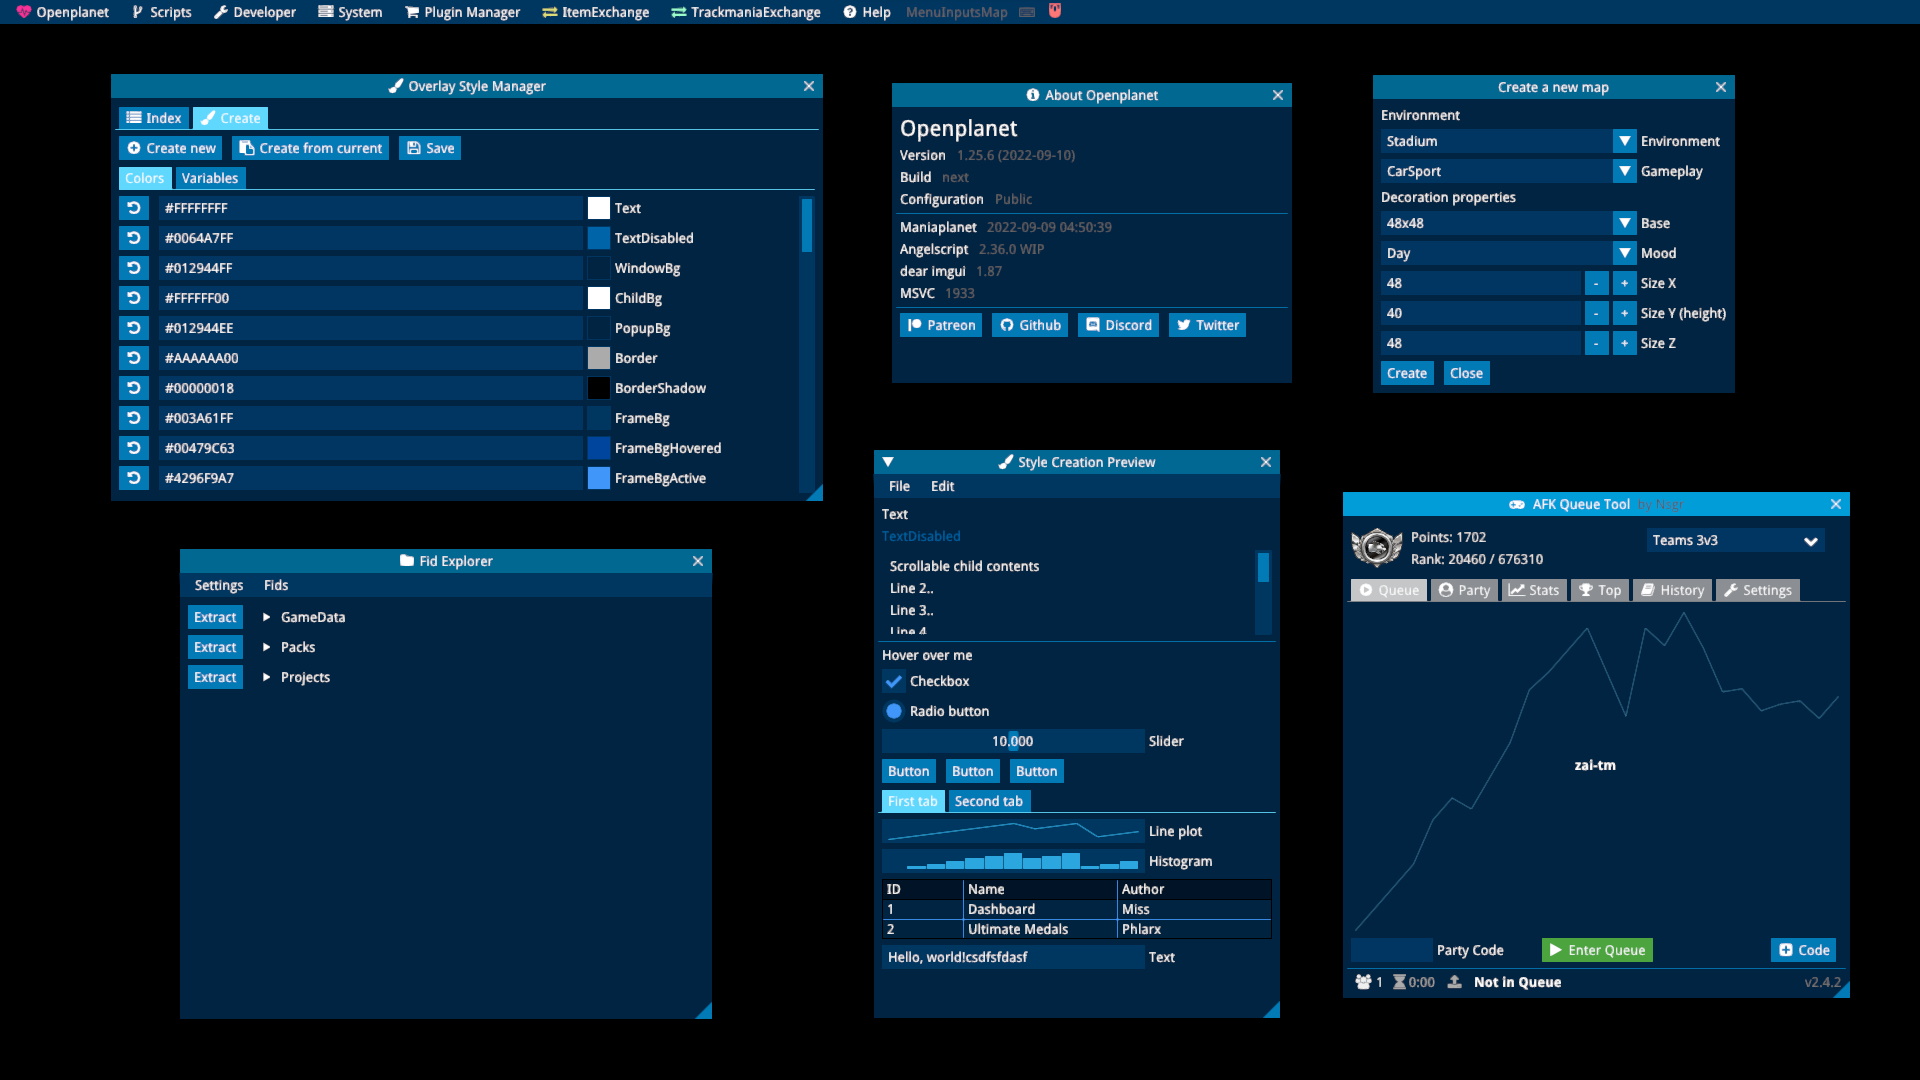 Openplanet Scripts Developer System Plugin Manager ItemExchange TrackmaniaExchange Help MenuInputsMap
Overlay Style Manager
Index Create
Create new Create from current Save
Colors Variables
#FFFFFFFF Text
#0064A7FF TextDisabled
#012944FF WindowBg
#FFFFFF00 ChildBg
#012944EE PopupBg
#AAAAAA00 Border
#00000018 BorderShadow
#003A61FF FrameBg
#00479C63 FrameBgHovered
#4296F9A7 FrameBgActive
About Openplanet
Openplanet
Version 1.25.6 (2022-09-10)
Build next
Configuration Public
Maniaplanet 2022-09-09 04:50:39
Angelscript 2.36.0 WIP
dear imgui 1.87
MSVC 1933
Patreon Github Discord Twitter
Create a new map
Environment
Stadium Environment
CarSport Gameplay
Decoration properties
48x48 Base
Day Mood
48 - + Size X
40 - + Size Y (height)
48 - + Size Z
Create Close
Fid Explorer
Settings Fids
Extract GameData
Extract Packs
Extract Projects
Style Creation Preview
File Edit
Text
TextDisabled
Scrollable child contents
Line 2..
Line 3..
Line 4
Hover over me
Checkbox
Radio button
10.000 Slider
Button Button Button
First tab Second tab
Line plot
Histogram
ID Name Author
1 Dashboard Miss
2 Ultimate Medals Phlarx
Hello, world!csdfsfdasf Text
AFK Queue Tool by Nsgr
Points: 1702
Rank: 20460 / 676310
Teams 3v3
Queue Party Stats Top History Settings
zai-tm
Party Code Enter Queue Code
1 0:00 Not in Queue v2.4.2